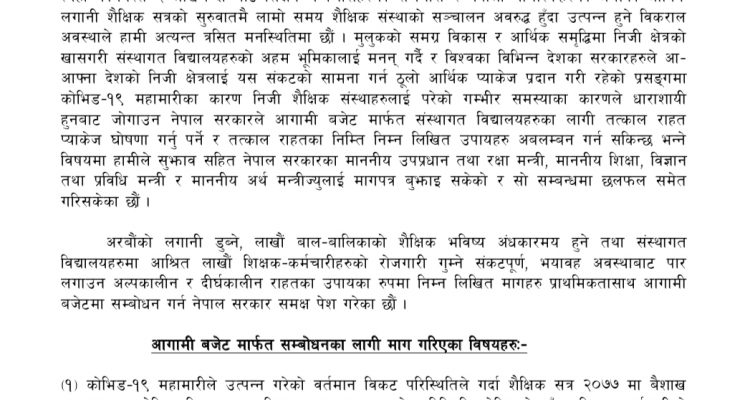 लगानी शैक्षिक सत्रको सुरुवातमै लामो समय शैक्षिक संस्थाको सञ्चालन अवरुद्ध हुँदा उत्पन्न हुने विकराल
अवस्थाले हामी अत्यन्त त्रसित मनस्थितिमा छौं । मुलुकको समग्र विकास र आर्थिक समृद्धिमा निजी क्षेत्रको
खासगरी संस्थागत विद्यालयहरुको अहम भूमिकालाई मनन् गर्दै र विश्वका विभिन्न देशका सरकारहरुले आ-
आफ्ना देशको निजी क्षेत्रलाई यस संकटको सामना गर्न ठूलो आर्थिक प्याकेज प्रदान गरी रहेको प्रसङ्गमा
कोभिड-१९ महामारीका कारण निजी शैक्षिक संस्थाहरुलाई परेको गम्भीर समस्याका कारणले धाराशायी
हुनबाट जोगाउन नेपाल सरकारले आगामी बजेट मार्फत संस्थागत विद्यालयहरुका लागी तत्काल राहत
प्याकेज घोषणा गर्नु पर्ने र तत्काल राहतका निम्ति निम्न लिखित उपायहरु अबलम्बन गर्न सकिन्छ भन्ने
विषयमा हामीले सुझाव सहित नेपाल सरकारका माननीय उपप्रधान तथा रक्षा मन्त्री, माननीय शिक्षा, विज्ञान
तथा प्रविधि मन्त्री र माननीय अर्थ मन्त्रीज्युलाई मागपत्र बुझाइ सकेको र सो सम्बन्धमा छलफल समेत
गरिसकेका छौं ।
अरबौंको लगानी डुब्ने, लाखौं बाल-बालिकाको शैक्षिक भविष्य अंधकारमय हुने तथा संस्थागत
विद्यालयहरुमा आश्रित लाखौं शिक्षक-कर्मचारीहरुको रोजगारी गुम्ने संकटपूर्ण, भयावह अवस्थाबाट पार
लगाउन अल्पकालीन र दीर्घकालीन राहतका उपायका रुपमा निम्न लिखित मागहरु प्राथमिकतासाथ आगामी
बजेटमा सम्बोधन गर्न नेपाल सरकार समक्ष पेश गरेका छौं ।
आगामी बजेट मार्फत सम्बोधनका लागी माग गरिएका विषयहरुः-
(१) कोभिड-१९ महामारीले उत्पन्न गरेको वर्तमान विकट परिस्थितिले गर्दा शैक्षिक सत्र २०७७ मा बैशाख